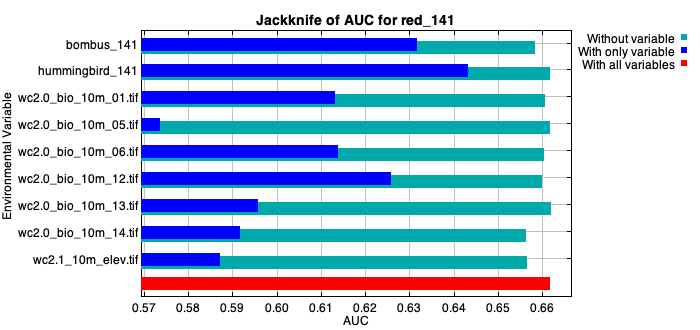 Jackknife of AUC for red_141
Without variable
With only variable
With all variables
Environmental Variable
bombus_141
hummingbird_141
wc2.0_bio_10m_01.tif
wc2.0_bio_10m_05.tif
wc2.0_bio_10m_06.tif
wc2.0_bio_10m_12.tif
wc2.0_bio_10m_13.tif
wc2.0_bio_10m_14.tif
wc2.1_10m_elev.tif
0.57 0.58 0.59 0.60 0.61 0.62 0.63 0.64 0.65 0.66
AUC